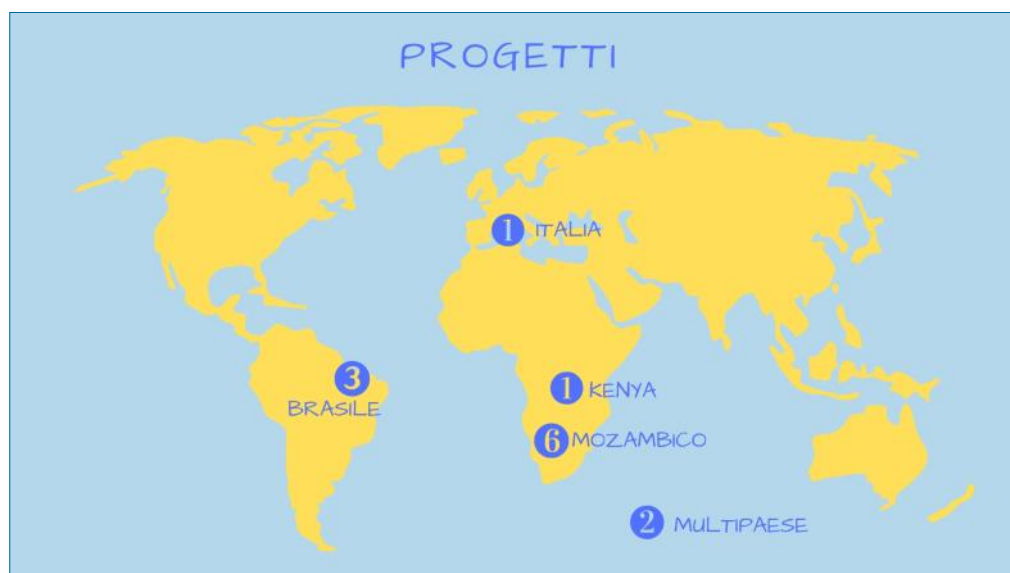 PROGETTI
1 ITALIA
3
BRASILE
1 KENYA
6 MOZAMBICO
2 MULTIPAESE